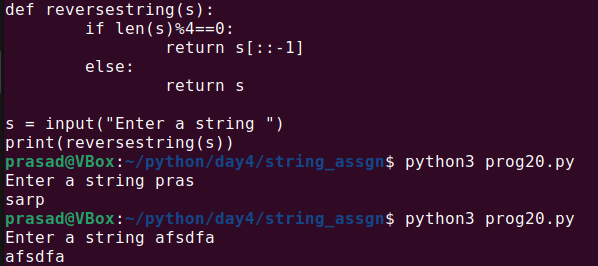 def reversestring(s):
        if len(s)%4==0:
                return s[::-1]
        else:
                return s

s = input("Enter a string ")
print(reversestring(s))
prasad@VBox:~/python/day4/string_assgn$ python3 prog20.py
Enter a string pras
sarp
prasad@VBox:~/python/day4/string_assgn$ python3 prog20.py
Enter a string afsdfa
afsdfa